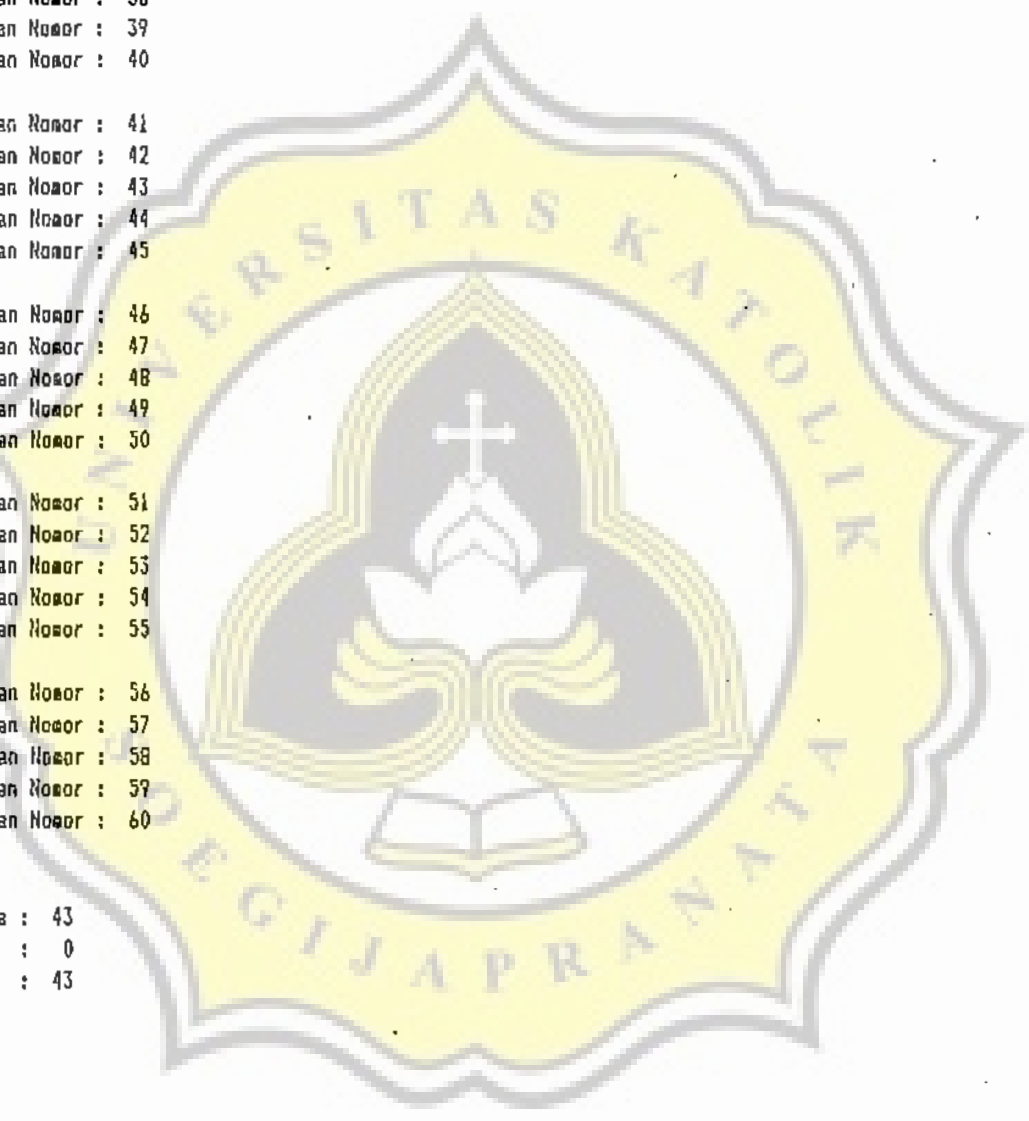 an Nomor : 38
an Nomor : 39
an Nomor : 40
an Nomor : 41
an Nomor : 42
an Nomor : 43
an Nomor : 44
an Nomor : 45
an Nomor : 46
an Nomor : 47
an Nomor : 48
an Nomor : 49
an Nomor : 50
an Nomor : 51
an Nomor : 52
an Nomor : 53
an Nomor : 54
an Nomor : 55
an Nomor : 56
an Nomor : 57
an Nomor : 58
an Nomor : 59
an Nomor : 60
a : 43
: 0
: 43
UNIVERSITAS KATOLIK
SOEGIJAPRANATA